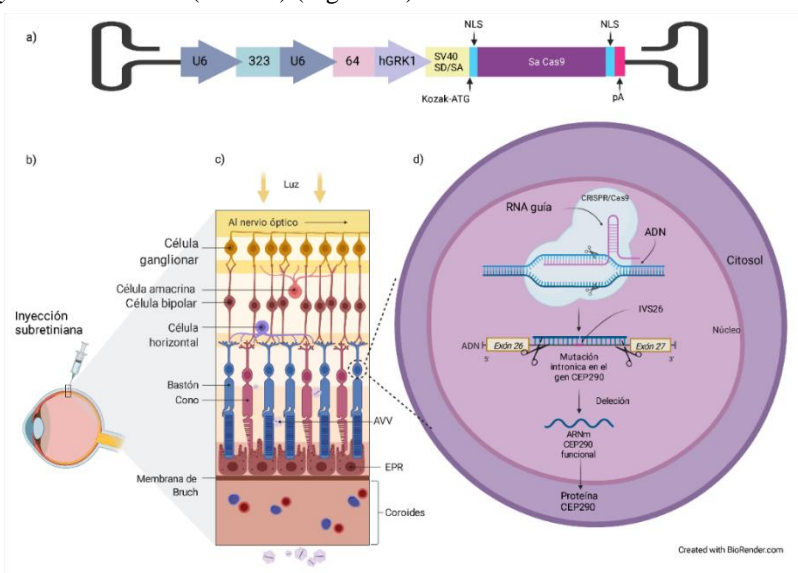 a)
U6
323
U6
64
hGRK1
SV40
SD/SA
NLS
Sa Cas9
NLS
Kozak-ATG
pA
b)
c)
d)
Luz
Al nervio óptico
Célula
ganglionar
Célula amacrina
Célula bipolar
Célula
horizontal
Inyección
subretiniana
Bastón
Cono
AVV
EPR
Membrana de
Bruch
Coroides
CRISPR/Cas9
RNA guía
ADN
Citosol
IVS26
Núcleo
ADN
Exón 26
Exón 27
5'
3'
Mutación
intronica en el
gen CEP290
Deleción
ARNm
CEP290
funcional
Proteína
CEP290
Created with BioRender.com